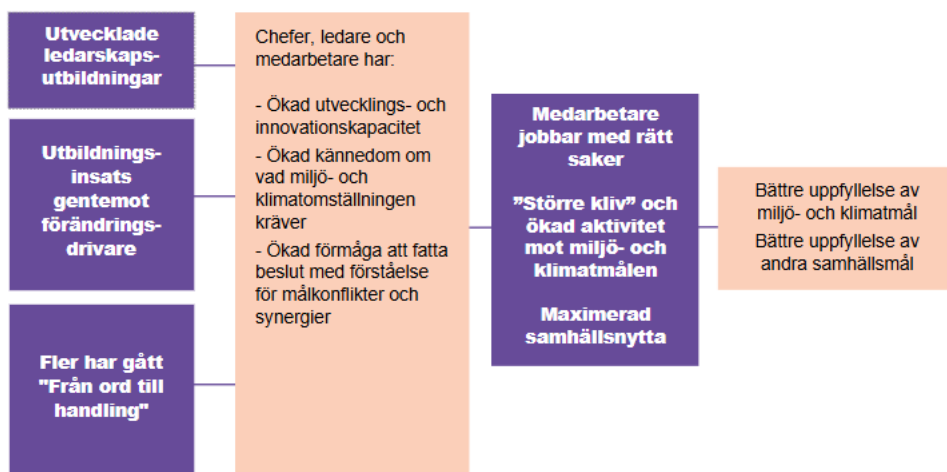 Utvecklade
ledarskaps-
utbildningar
Utbildnings-
insats
gentemot
förändrings-
drivare
Fler har gått
"Från ord till
handling"
Chefer, ledare och
medarbetare har:
- Ökad utvecklings- och
innovationskapacitet
- Ökad kännedom om
vad miljö- och
klimatomställningen
kräver
- Ökad förmåga att fatta
beslut med förståelse
för målkonflikter och
synergier
Medarbetare
jobbar med rätt
saker
”Större kliv” och
ökad aktivitet
mot miljö- och
klimatmålen
Maximerad
samhällsnytta
Bättre uppfyllelse av
miljö- och klimatmål
Bättre uppfyllelse av
andra samhällsmål